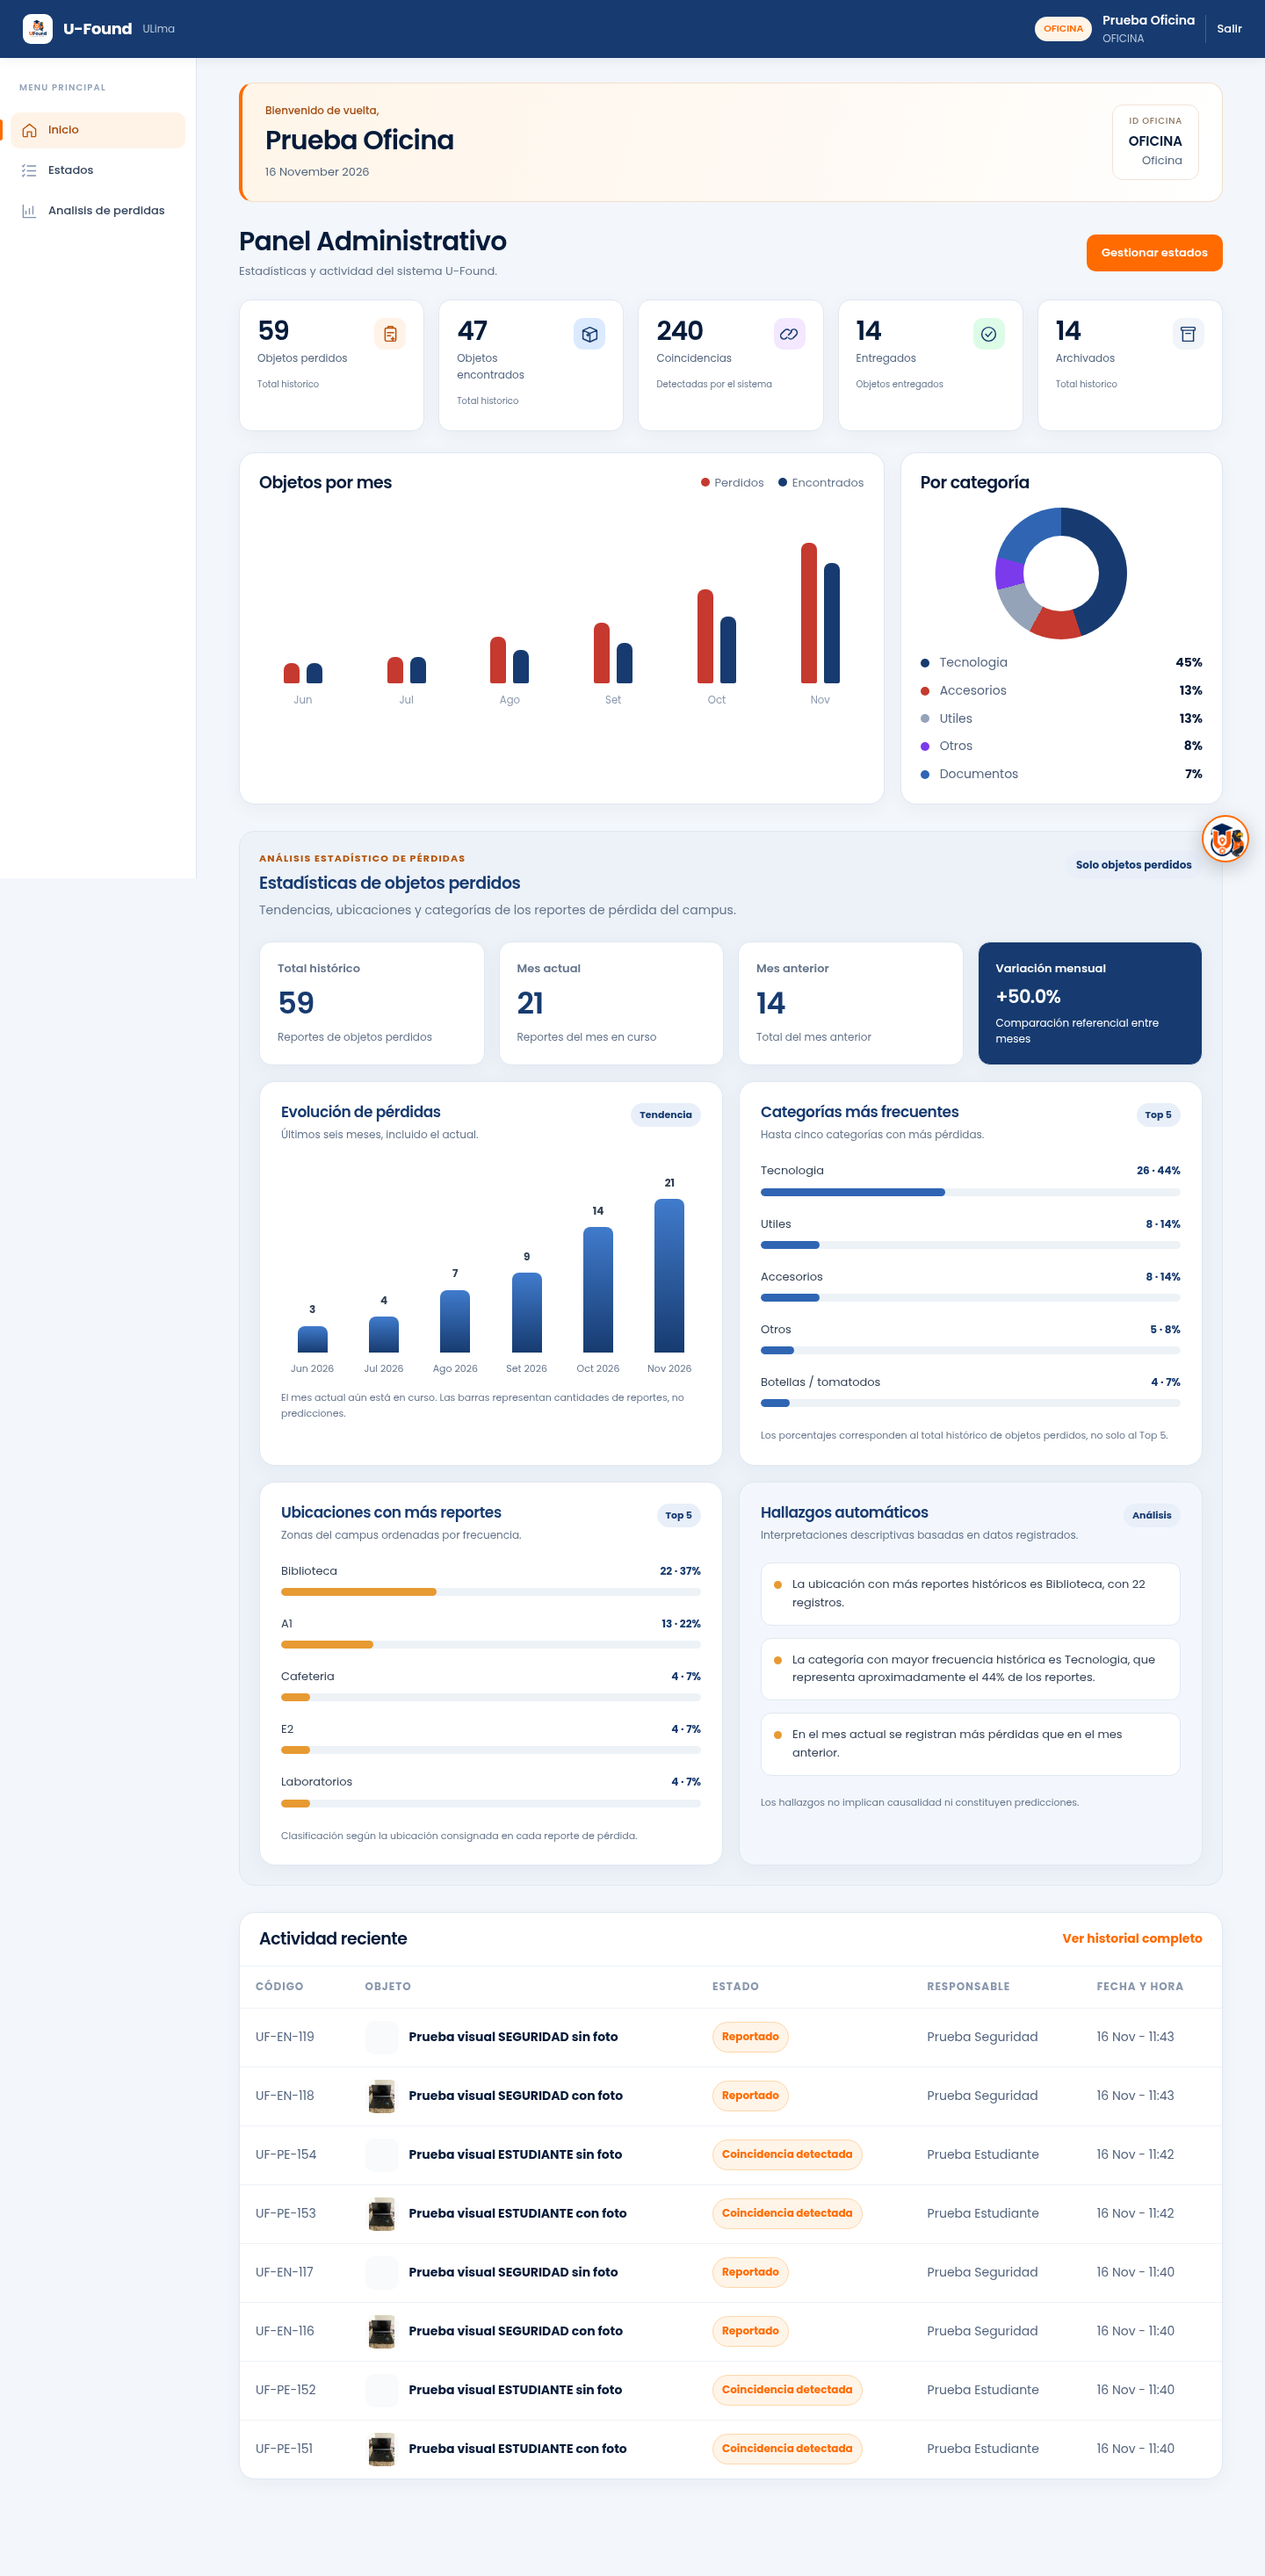 U-Found ULima
OFICINA
Prueba Oficina
OFICINA
Salir
MENU PRINCIPAL
Inicio
Estados
Analisis de perdidas
Bienvenido de vuelta,
Prueba Oficina
16 November 2026
ID OFICINA
OFICINA
Oficina
Panel Administrativo
Estadísticas y actividad del sistema U-Found.
Gestionar estados
59
Objetos perdidos
Total historico
47
Objetos
encontrados
Total historico
240
Coincidencias
Detectadas por el sistema
14
Entregados
Objetos entregados
14
Archivados
Total historico
Objetos por mes
Perdidos Encontrados
Jun Jul Ago Set Oct Nov
Por categoría
Tecnologia 45%
Accesorios 13%
Utiles 13%
Otros 8%
Documentos 7%
ANÁLISIS ESTADÍSTICO DE PÉRDIDAS
Estadísticas de objetos perdidos
Tendencias, ubicaciones y categorías de los reportes de pérdida del campus.
Solo objetos perdidos
Total histórico
59
Reportes de objetos perdidos
Mes actual
21
Reportes del mes en curso
Mes anterior
14
Total del mes anterior
Variación mensual
+50.0%
Comparación referencial entre
meses
Evolución de pérdidas
Tendencia
Últimos seis meses, incluido el actual.
3 4 7 9 14 21
Jun 2026 Jul 2026 Ago 2026 Set 2026 Oct 2026 Nov 2026
El mes actual aún está en curso. Las barras representan cantidades de reportes, no
predicciones.
Categorías más frecuentes
Top 5
Hasta cinco categorías con más pérdidas.
Tecnologia 26 · 44%
Utiles 8 · 14%
Accesorios 8 · 14%
Otros 5 · 8%
Botellas / tomatodos 4 · 7%
Los porcentajes corresponden al total histórico de objetos perdidos, no solo al Top 5.
Ubicaciones con más reportes
Top 5
Zonas del campus ordenadas por frecuencia.
Biblioteca 22 · 37%
A1 13 · 22%
Cafeteria 4 · 7%
E2 4 · 7%
Laboratorios 4 · 7%
Clasificación según la ubicación consignada en cada reporte de pérdida.
Hallazgos automáticos
Análisis
Interpretaciones descriptivas basadas en datos registrados.
La ubicación con más reportes históricos es Biblioteca, con 22
registros.
La categoría con mayor frecuencia histórica es Tecnologia, que
representa aproximadamente el 44% de los reportes.
En el mes actual se registran más pérdidas que en el mes
anterior.
Los hallazgos no implican causalidad ni constituyen predicciones.
Actividad reciente
Ver historial completo
CÓDIGO OBJETO ESTADO RESPONSABLE FECHA Y HORA
UF-EN-119 Prueba visual SEGURIDAD sin foto Reportado Prueba Seguridad 16 Nov - 11:43
UF-EN-118 Prueba visual SEGURIDAD con foto Reportado Prueba Seguridad 16 Nov - 11:43
UF-PE-154 Prueba visual ESTUDIANTE sin foto Coincidencia detectada Prueba Estudiante 16 Nov - 11:42
UF-PE-153 Prueba visual ESTUDIANTE con foto Coincidencia detectada Prueba Estudiante 16 Nov - 11:42
UF-EN-117 Prueba visual SEGURIDAD sin foto Reportado Prueba Seguridad 16 Nov - 11:40
UF-EN-116 Prueba visual SEGURIDAD con foto Reportado Prueba Seguridad 16 Nov - 11:40
UF-PE-152 Prueba visual ESTUDIANTE sin foto Coincidencia detectada Prueba Estudiante 16 Nov - 11:40
UF-PE-151 Prueba visual ESTUDIANTE con foto Coincidencia detectada Prueba Estudiante 16 Nov - 11:40